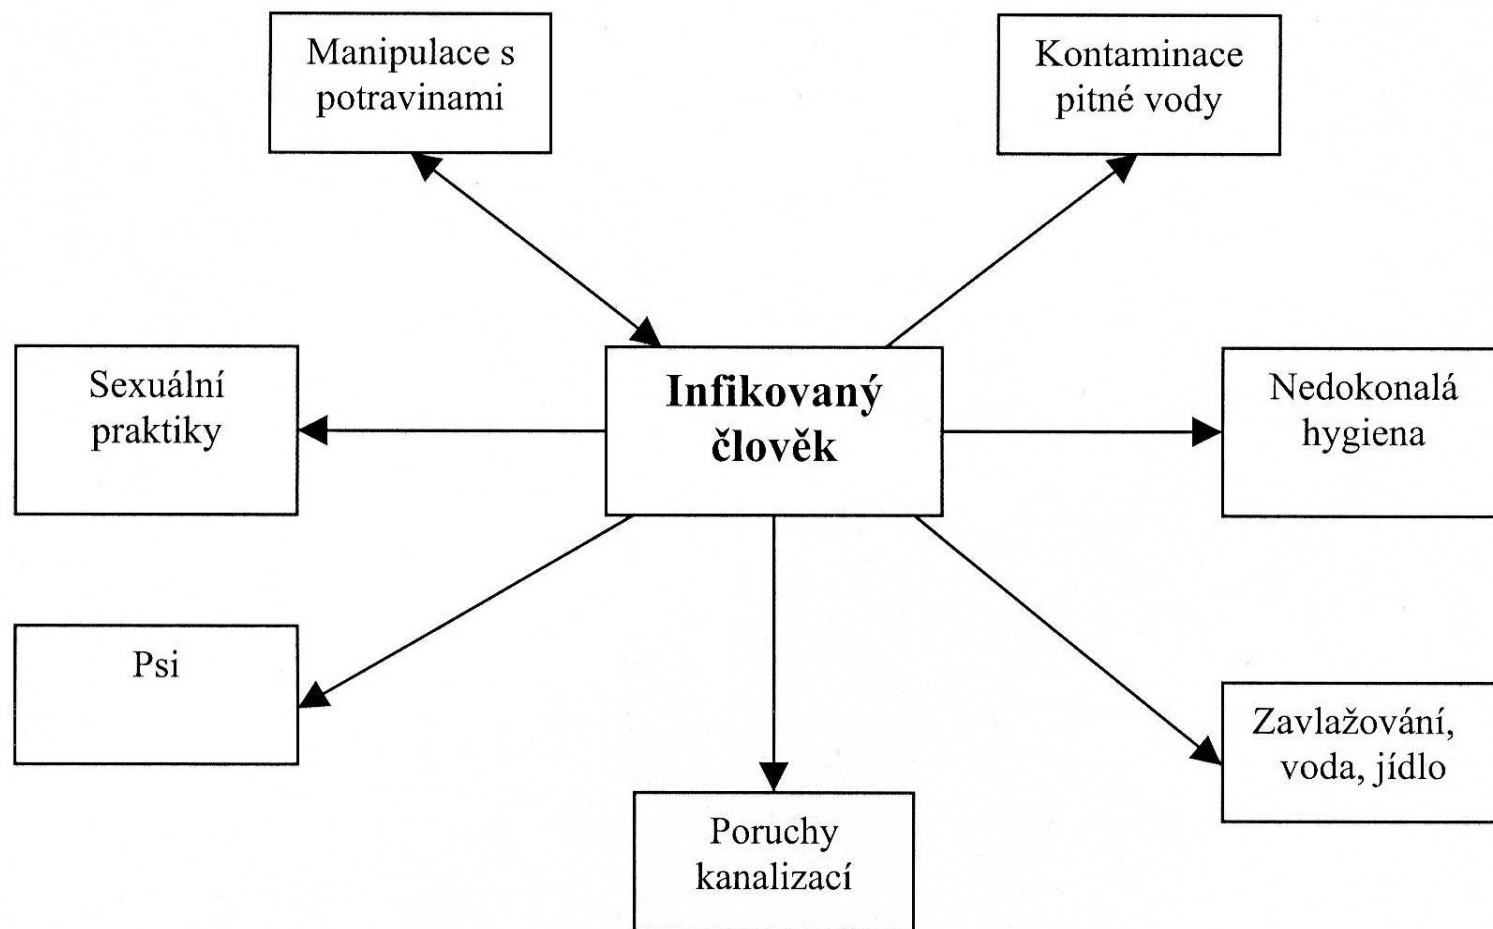 Manipulace s
potravinami
Kontaminace
pitné vody
Sexuální
praktiky
Infikovaný
člověk
Nedokonalá
hygiena
Psi
Zavlažování,
voda, jídlo
Poruchy
kanalizací